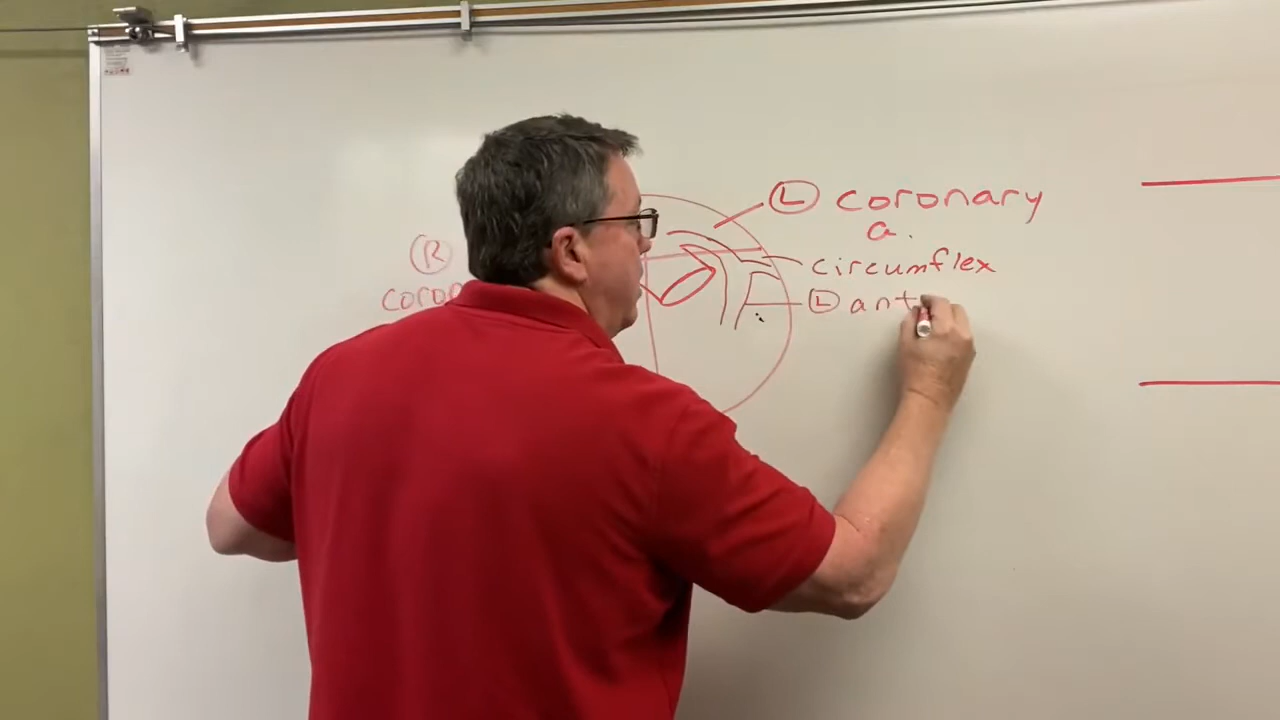 Ⓛ coronary
a.
circumflex
Ⓡ
Ⓛ ant